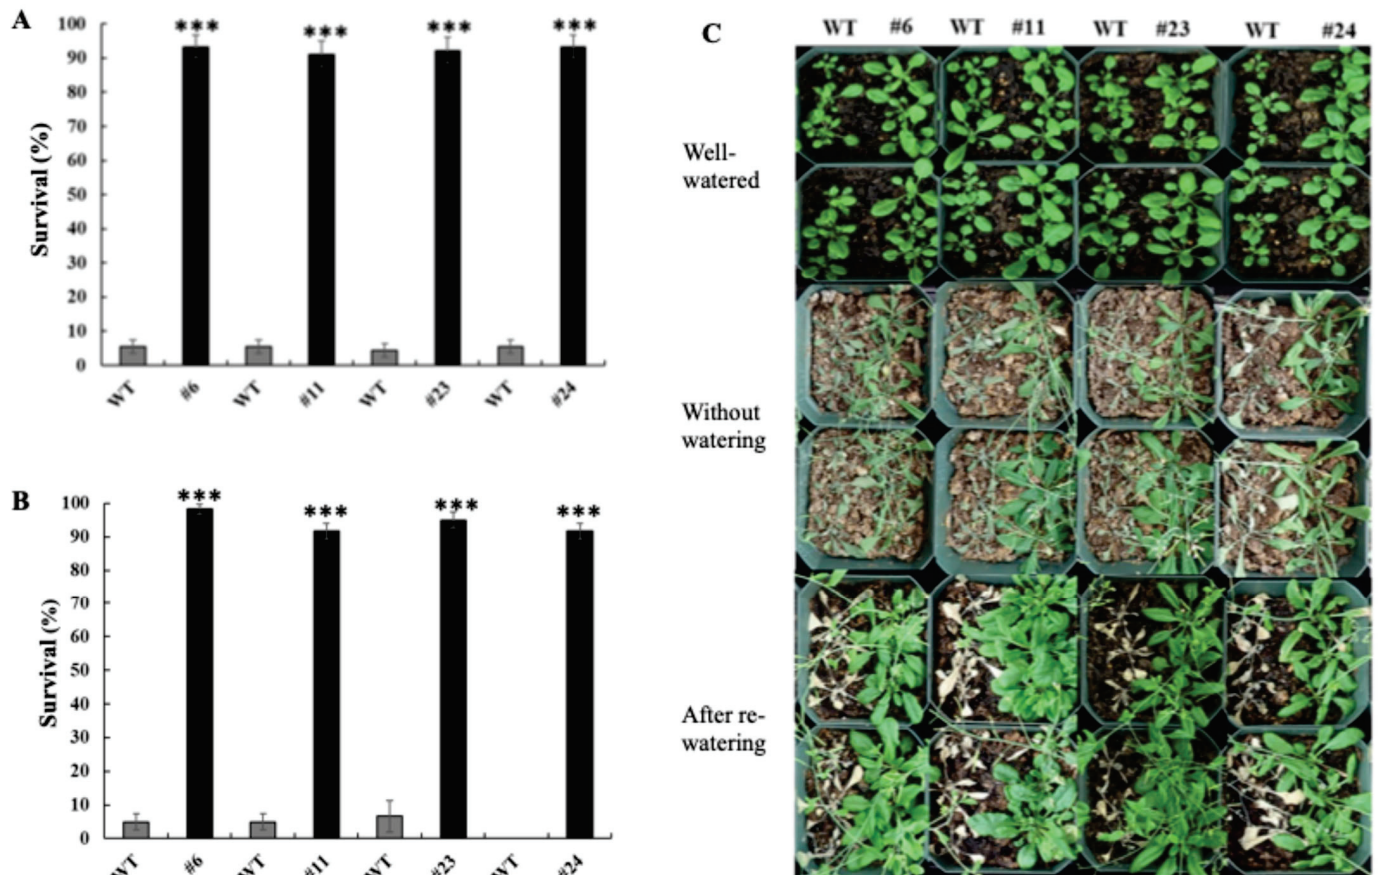 A
Survival (%)
100
90
80
70
60
50
40
30
20
10
0
***
***
***
***
WT #6 WT #11 WT #23 WT #24
B
Survival (%)
100
90
80
70
60
50
40
30
20
10
0
***
***
***
***
WT #6 WT #11 WT #23 WT #24
C
WT #6 WT #11 WT #23 WT #24
Well-
watered
Without
watering
After re-
watering